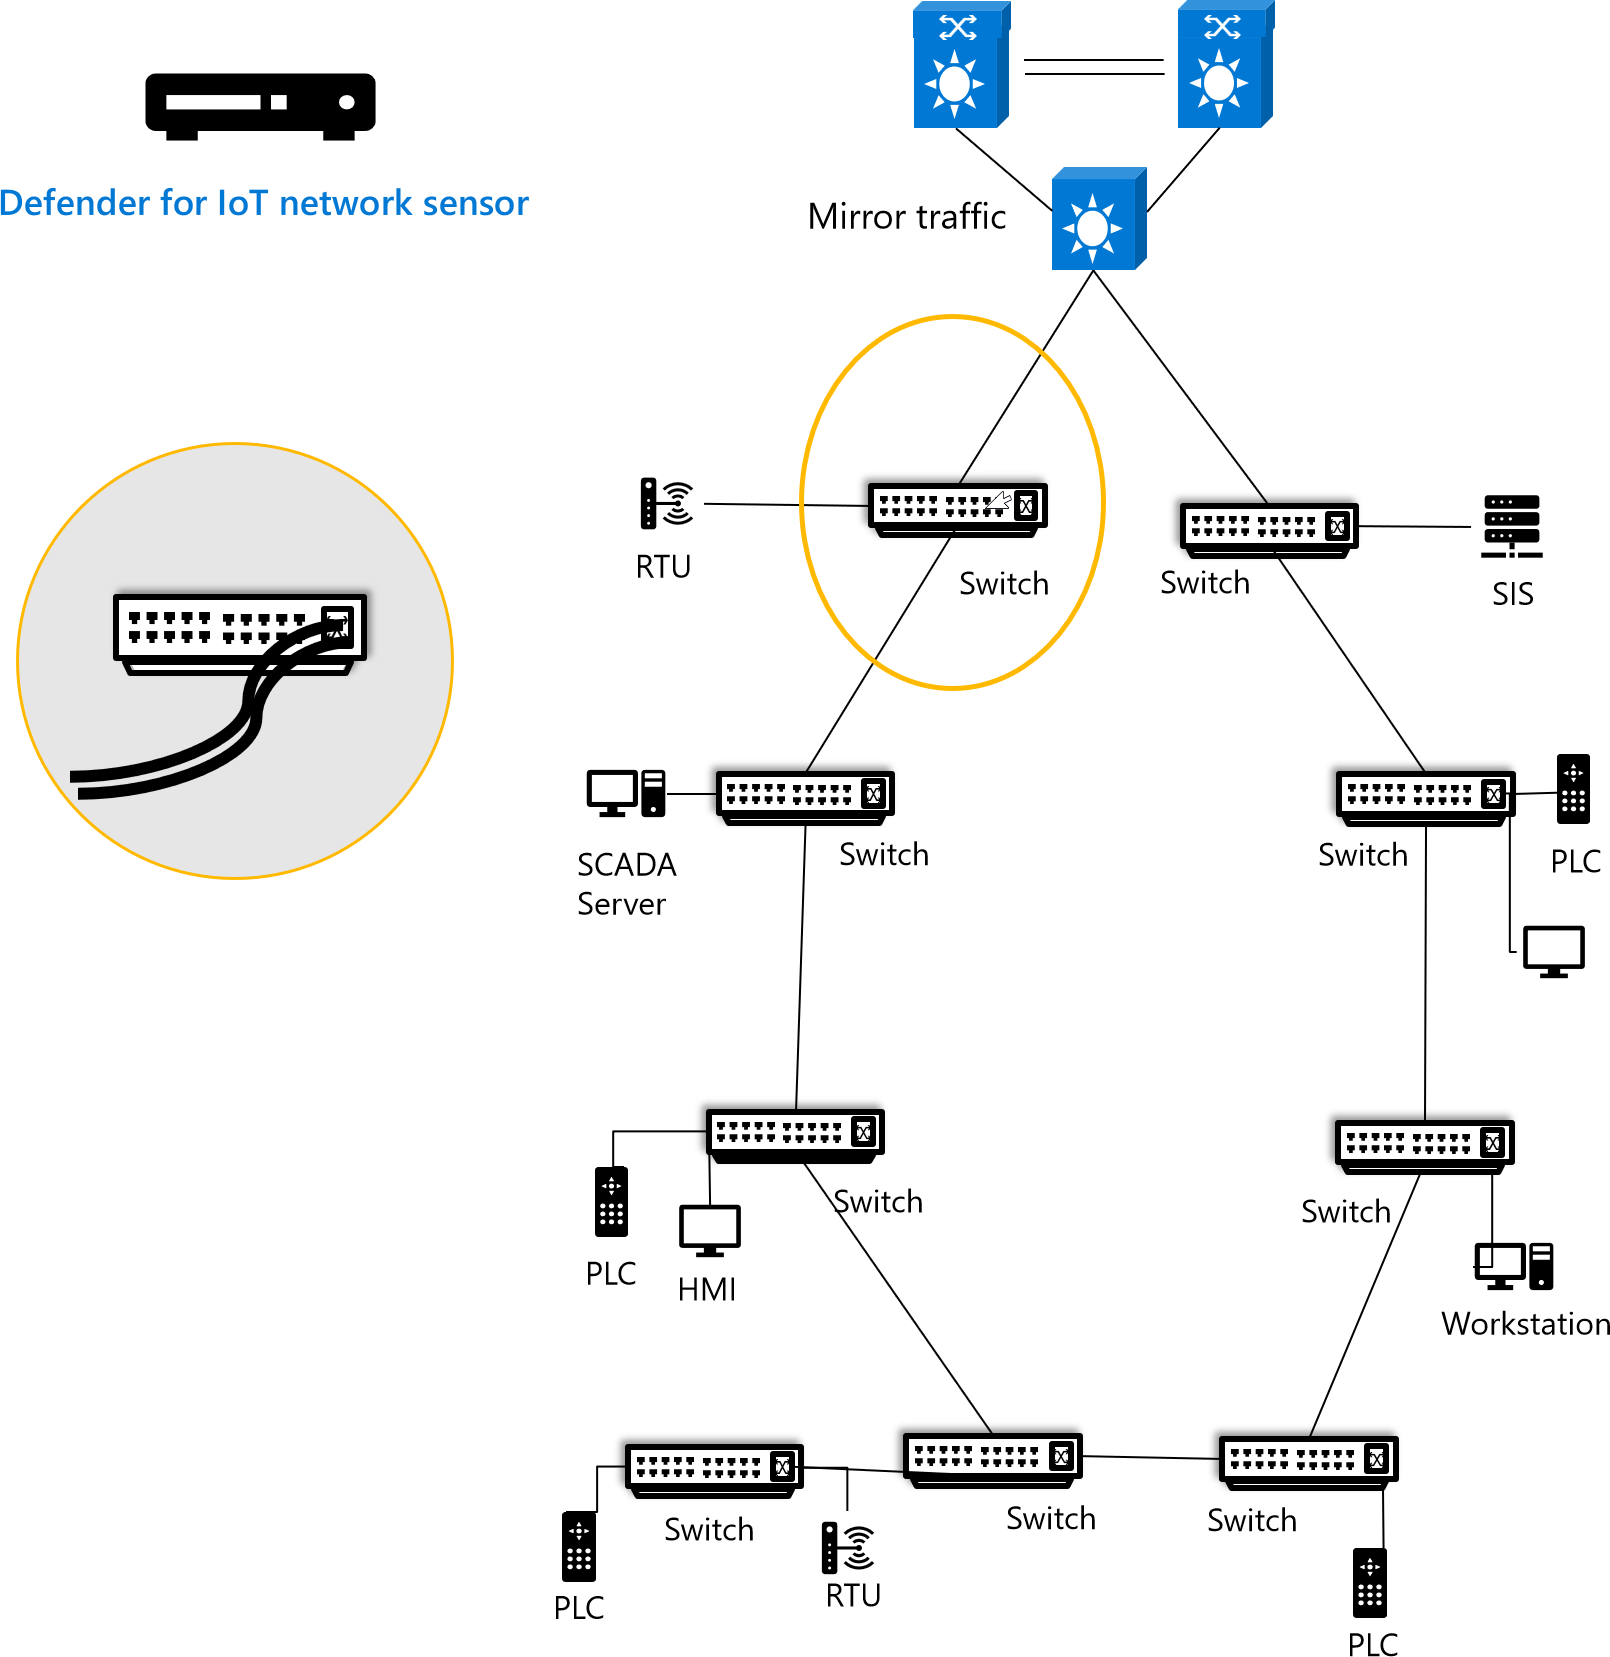 Defender for IoT network sensor
Mirror traffic
RTU
Switch
Switch
SIS
SCADA
Server
Switch
Switch
PLC
PLC
HMI
Switch
Switch
Workstation
PLC
Switch
RTU
Switch
Switch
PLC